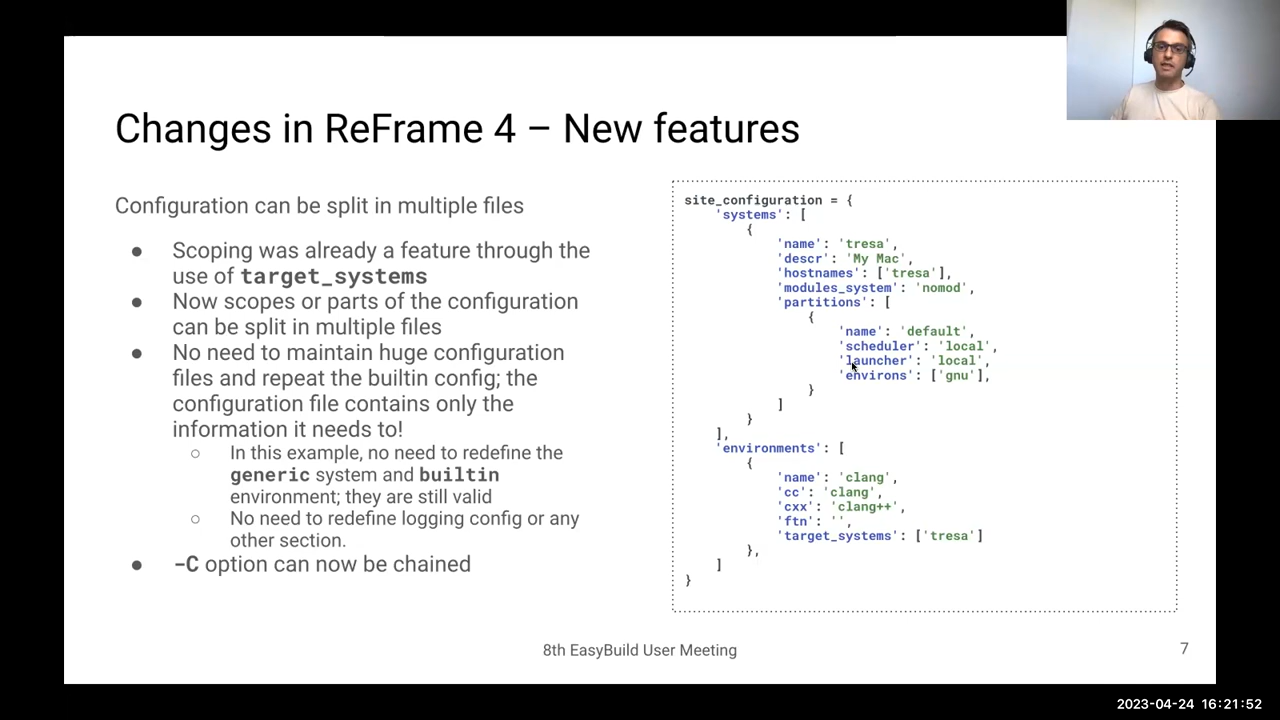 Changes in ReFrame 4 – New features
Configuration can be split in multiple files
● Scoping was already a feature through the
use of target_systems
● Now scopes or parts of the configuration
can be split in multiple files
● No need to maintain huge configuration
files and repeat the builtin config; the
configuration file contains only the
information it needs to!
○ In this example, no need to redefine the
generic system and builtin
environment; they are still valid
○ No need to redefine logging config or any
other section.
● -C option can now be chained
site_configuration = {
    'systems': [
        {
            'name': 'tresa',
            'descr': 'My Mac',
            'hostnames': ['tresa'],
            'modules_system': 'nomod',
            'partitions': [
                {
                    'name': 'default',
                    'scheduler': 'local',
                    'launcher': 'local',
                    'environs': ['gnu'],
                }
            ]
        }
    ],
    'environments': [
        {
            'name': 'clang',
            'cc': 'clang',
            'cxx': 'clang++',
            'ftn': '',
            'target_systems': ['tresa']
        },
    ]
}
8th EasyBuild User Meeting
7
2023-04-24 16:21:52